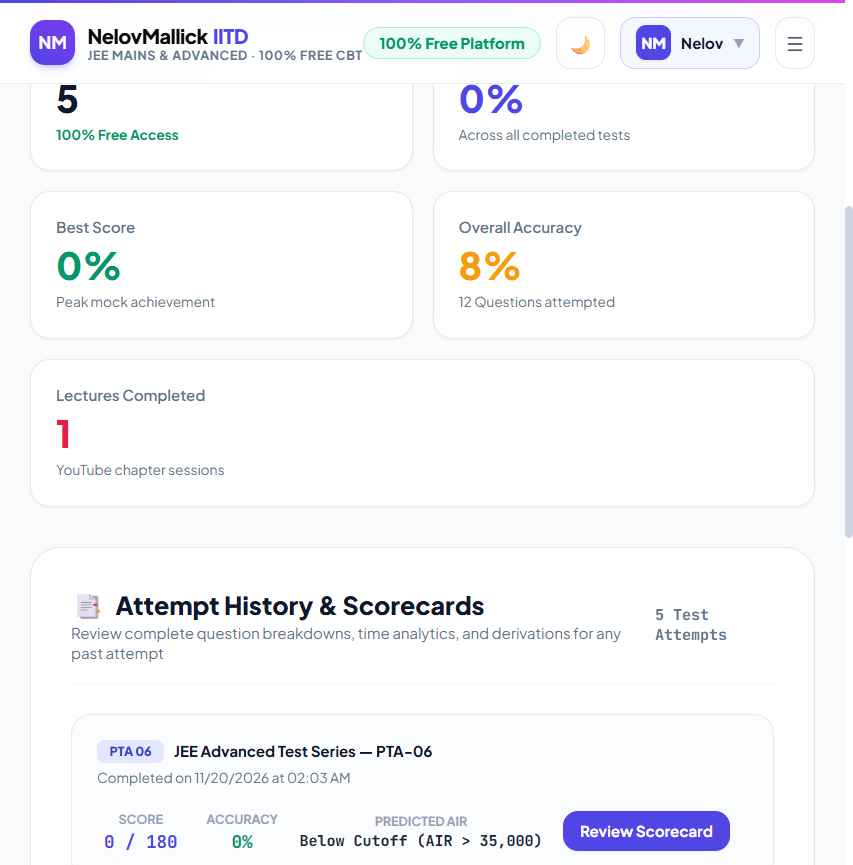 NM
NelovMallick IITD
JEE MAINS & ADVANCED · 100% FREE CBT
100% Free Platform
NM Nelov ▼
5
100% Free Access
0%
Across all completed tests
Best Score
0%
Peak mock achievement
Overall Accuracy
8%
12 Questions attempted
Lectures Completed
1
YouTube chapter sessions
Attempt History & Scorecards
Review complete question breakdowns, time analytics, and derivations for any
past attempt
5 Test
Attempts
PTA 06 JEE Advanced Test Series — PTA-06
Completed on 11/20/2026 at 02:03 AM
SCORE
0 / 180
ACCURACY
0%
PREDICTED AIR
Below Cutoff (AIR > 35,000)
Review Scorecard